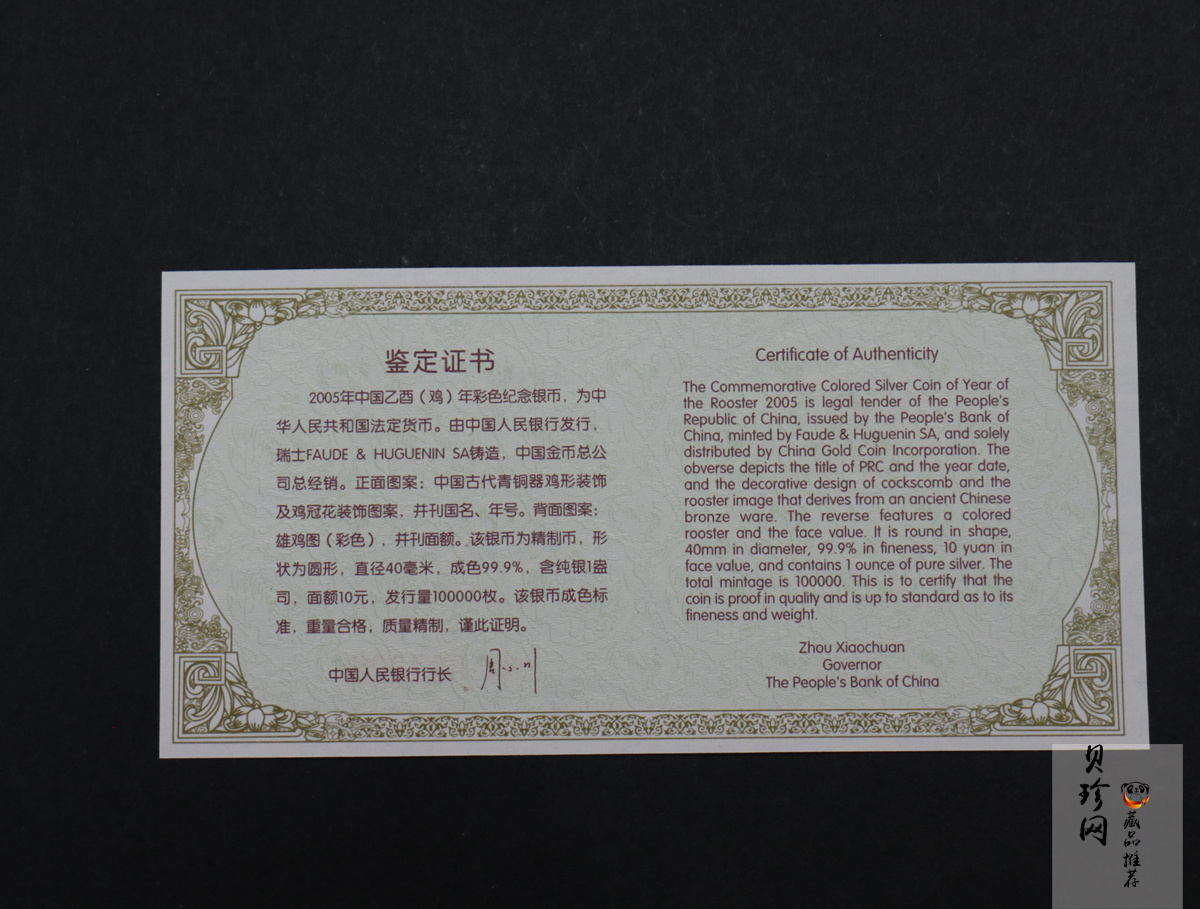 鉴定证书
2005年中国乙酉（鸡）年彩色纪念银币，为中
华人民共和国法定货币。由中国人民银行发行，
瑞士FAUDE & HUGUENIN SA铸造，中国金币总公
司总经销。正面图案：中国古代青铜器鸡形装饰
及鸡冠花装饰图案，并刊国名、年号。背面图案：
雄鸡图（彩色），并刊面额。该银币为精制币，形
状为圆形，直径40毫米，成色99.9%，含纯银1盎
司，面额10元，发行量100000枚。该银币成色标
准，重量合格，质量精制，谨此证明。
中国人民银行行长 周小川
Certificate of Authenticity
The Commemorative Colored Silver Coin of Year of
the Rooster 2005 is legal tender of the People's
Republic of China, issued by the People's Bank of
China, minted by Faude & Huguenin SA, and solely
distributed by China Gold Coin Incorporation. The
obverse depicts the title of PRC and the year date,
and the decorative design of cockscomb and the
rooster image that derives from an ancient Chinese
bronze ware. The reverse features a colored
rooster and the face value. It is round in shape,
40mm in diameter, 99.9% in fineness, 10 yuan in
face value, and contains 1 ounce of pure silver. The
total mintage is 100000. This is to certify that the
coin is proof in quality and is up to standard as to its
fineness and weight.
Zhou Xiaochuan
Governor
The People's Bank of China
贝珍网
藏品推荐